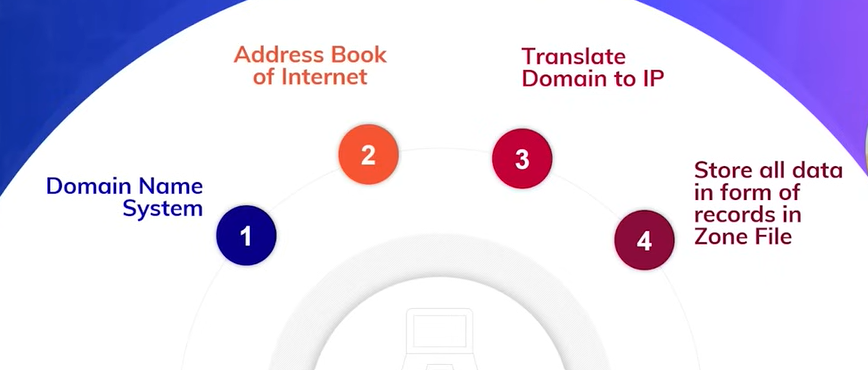 Address Book
of Internet
Translate
Domain to IP
Domain Name
System
1
2
3
4
Store all data
in form of
records in
Zone File